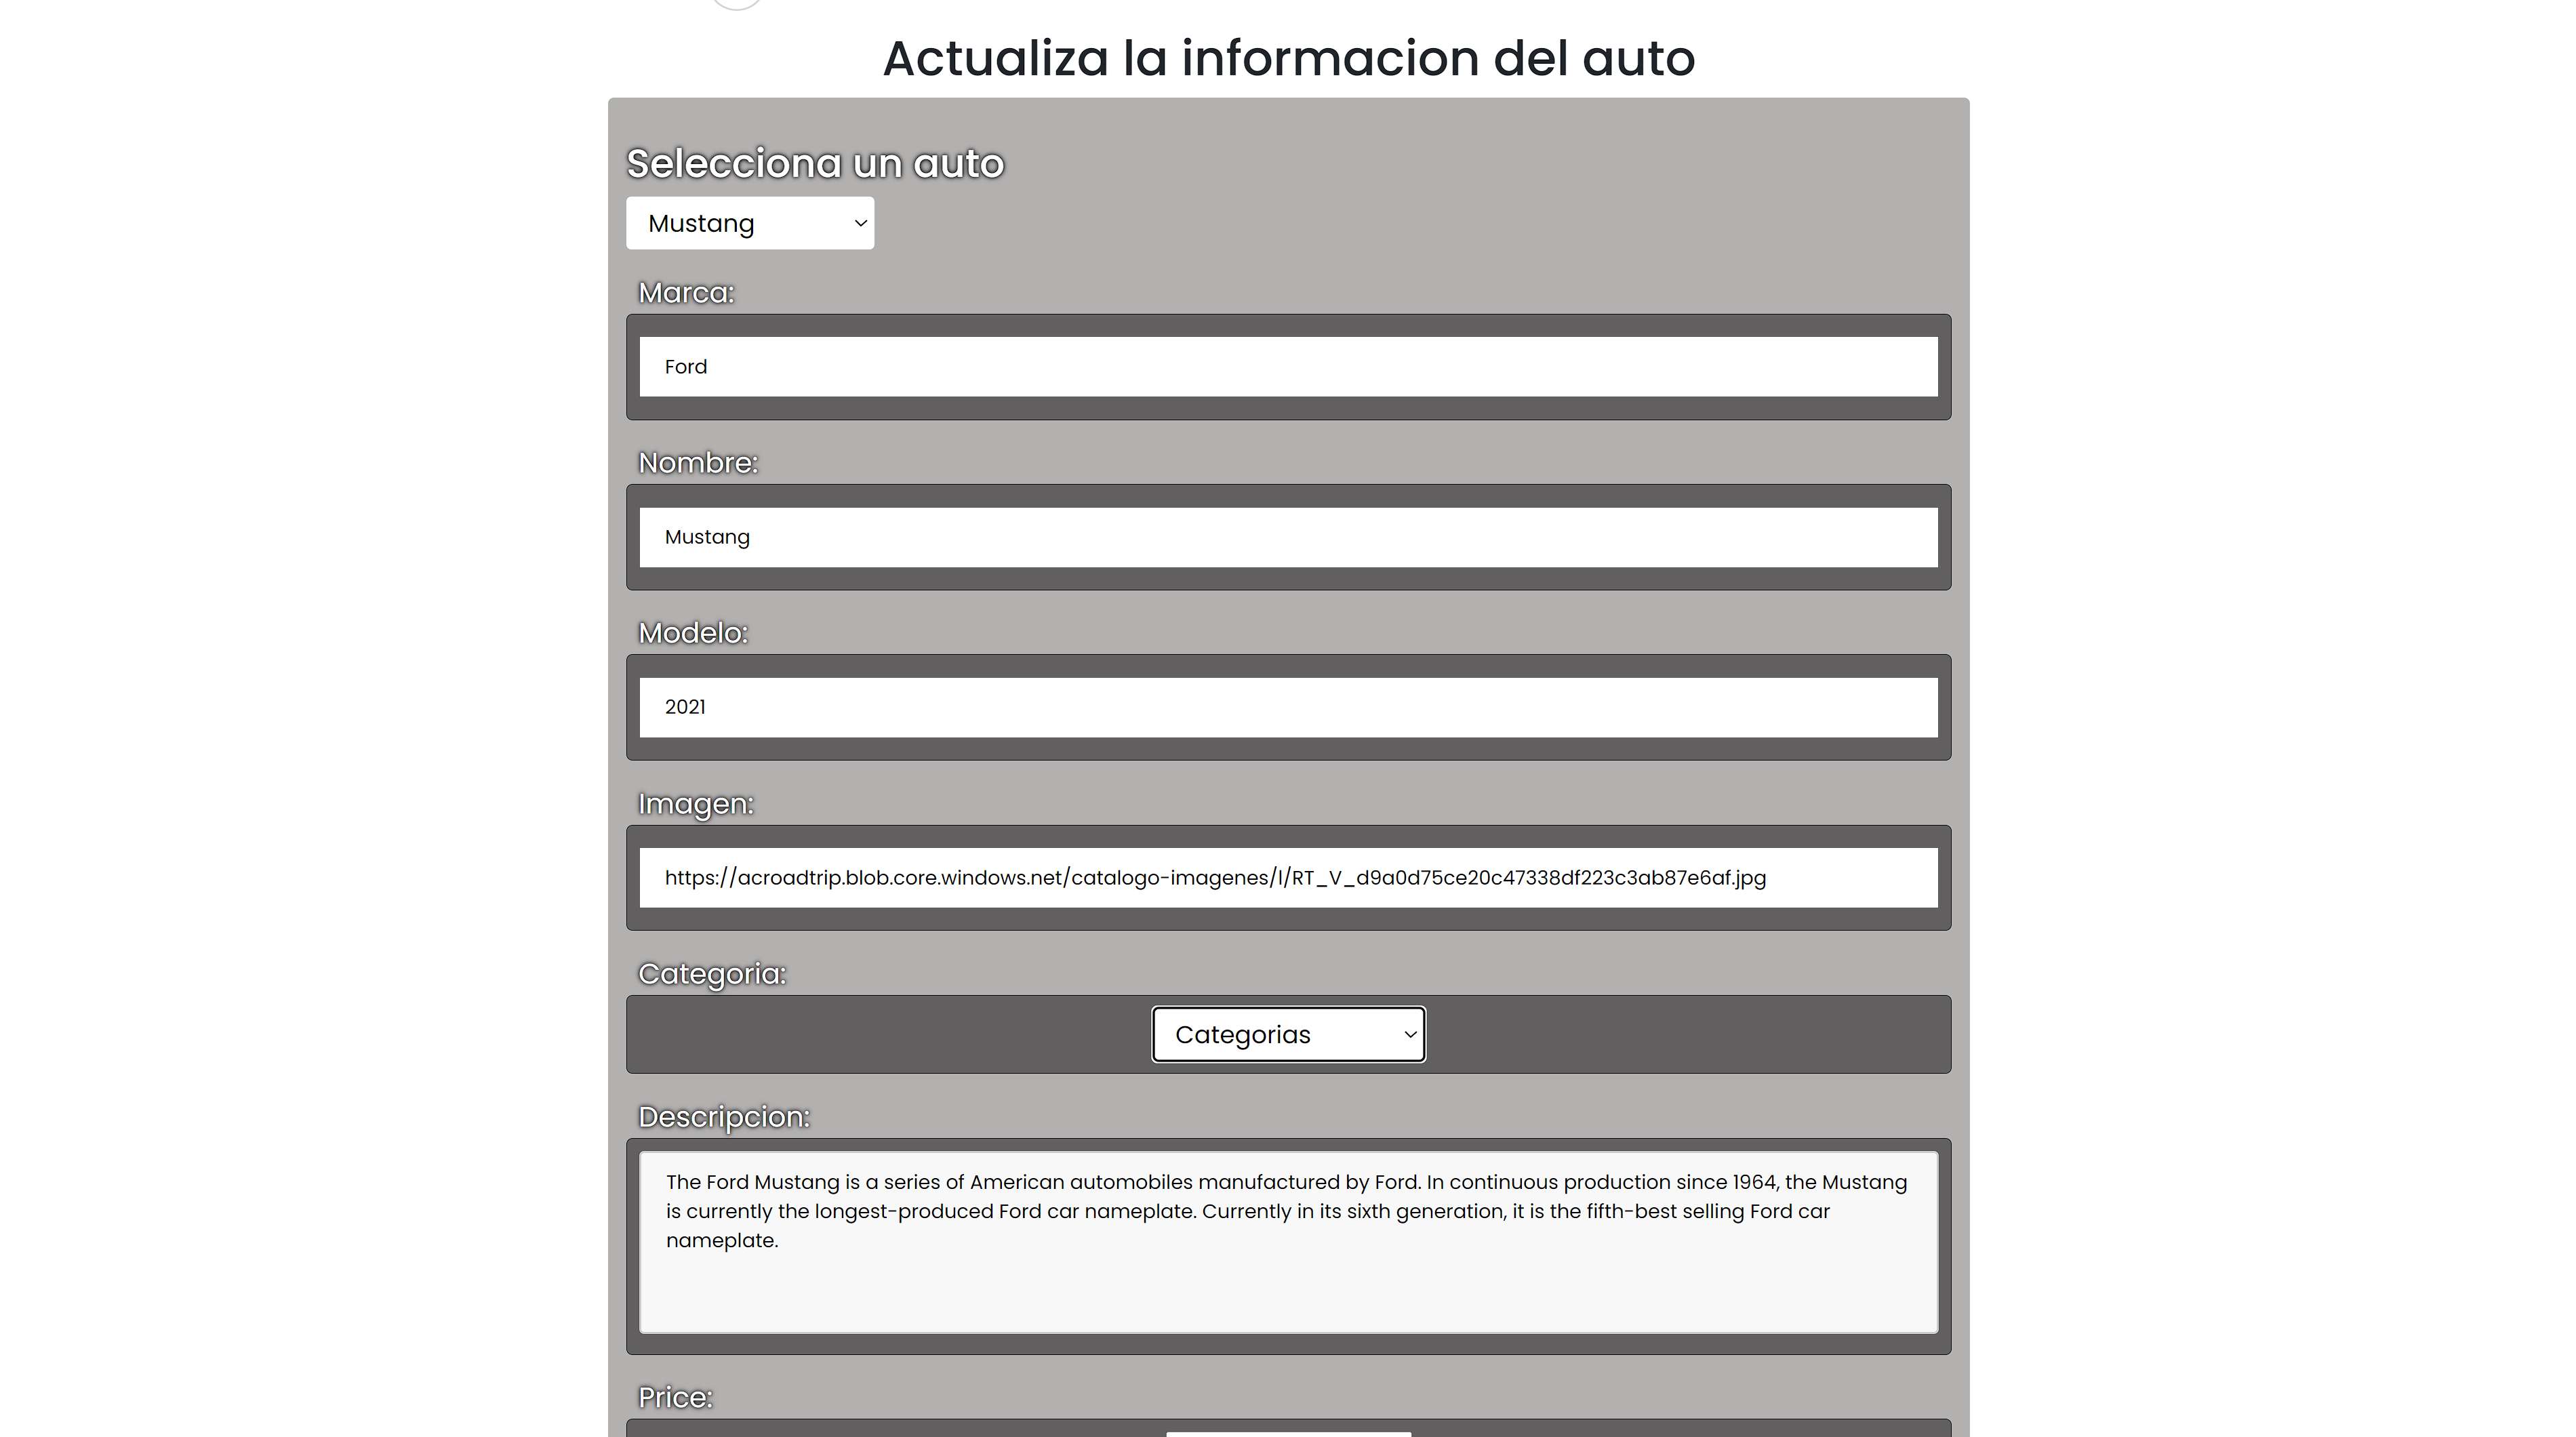 Actualiza la informacion del auto
Selecciona un auto
Mustang
Marca:
Ford
Nombre:
Mustang
Modelo:
2021
Imagen:
https://acroadtrip.blob.core.windows.net/catalogo-imagenes/l/RT_V_d9a0d75ce20c47338df223c3ab87e6af.jpg
Categoria:
Categorias
Descripcion:
The Ford Mustang is a series of American automobiles manufactured by Ford. In continuous production since 1964, the Mustang
is currently the longest-produced Ford car nameplate. Currently in its sixth generation, it is the fifth-best selling Ford car
nameplate.
Price: